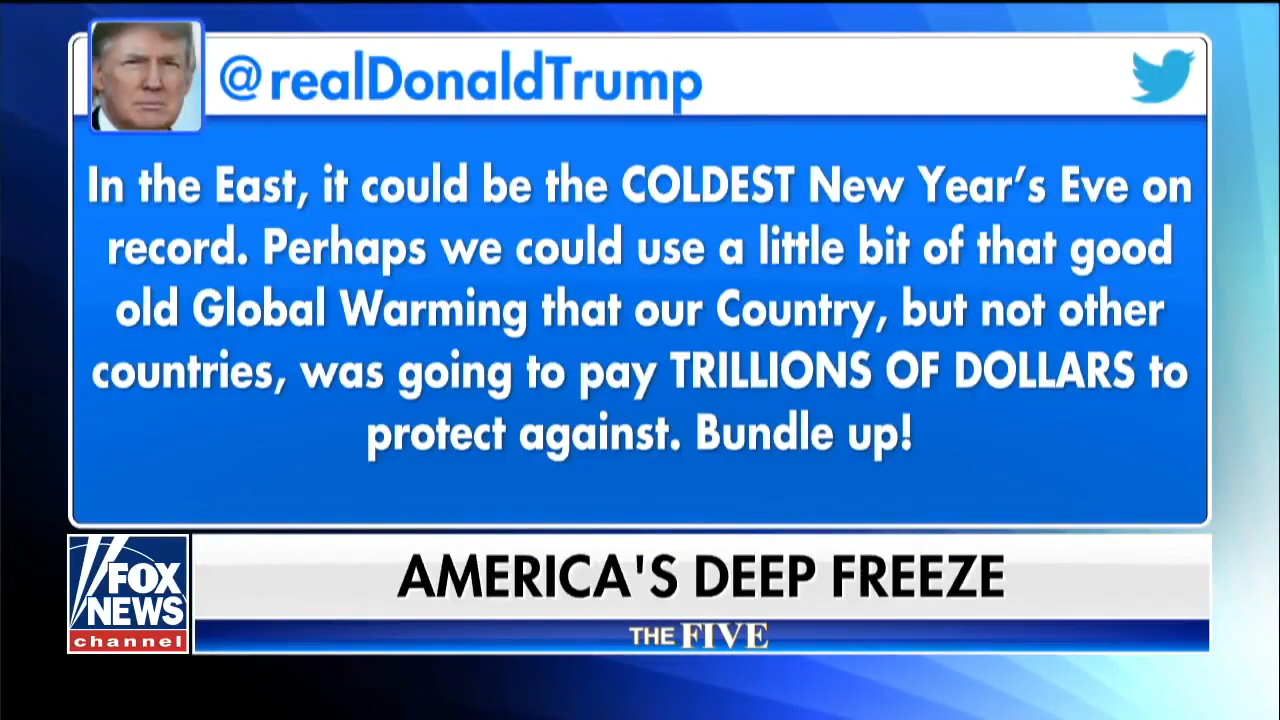 @realDonaldTrump
In the East, it could be the COLDEST New Year's Eve on
record. Perhaps we could use a little bit of that good
old Global Warming that our Country, but not other
countries, was going to pay TRILLIONS OF DOLLARS to
protect against. Bundle up!
AMERICA'S DEEP FREEZE
FOX
NEWS
channel
THE FIVE